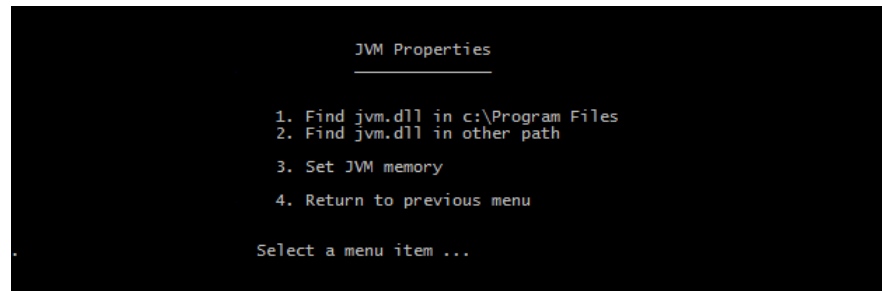 JVM Properties
1. Find jvm.dll in c:\Program Files
2. Find jvm.dll in other path
3. Set JVM memory
4. Return to previous menu
. Select a menu item ...